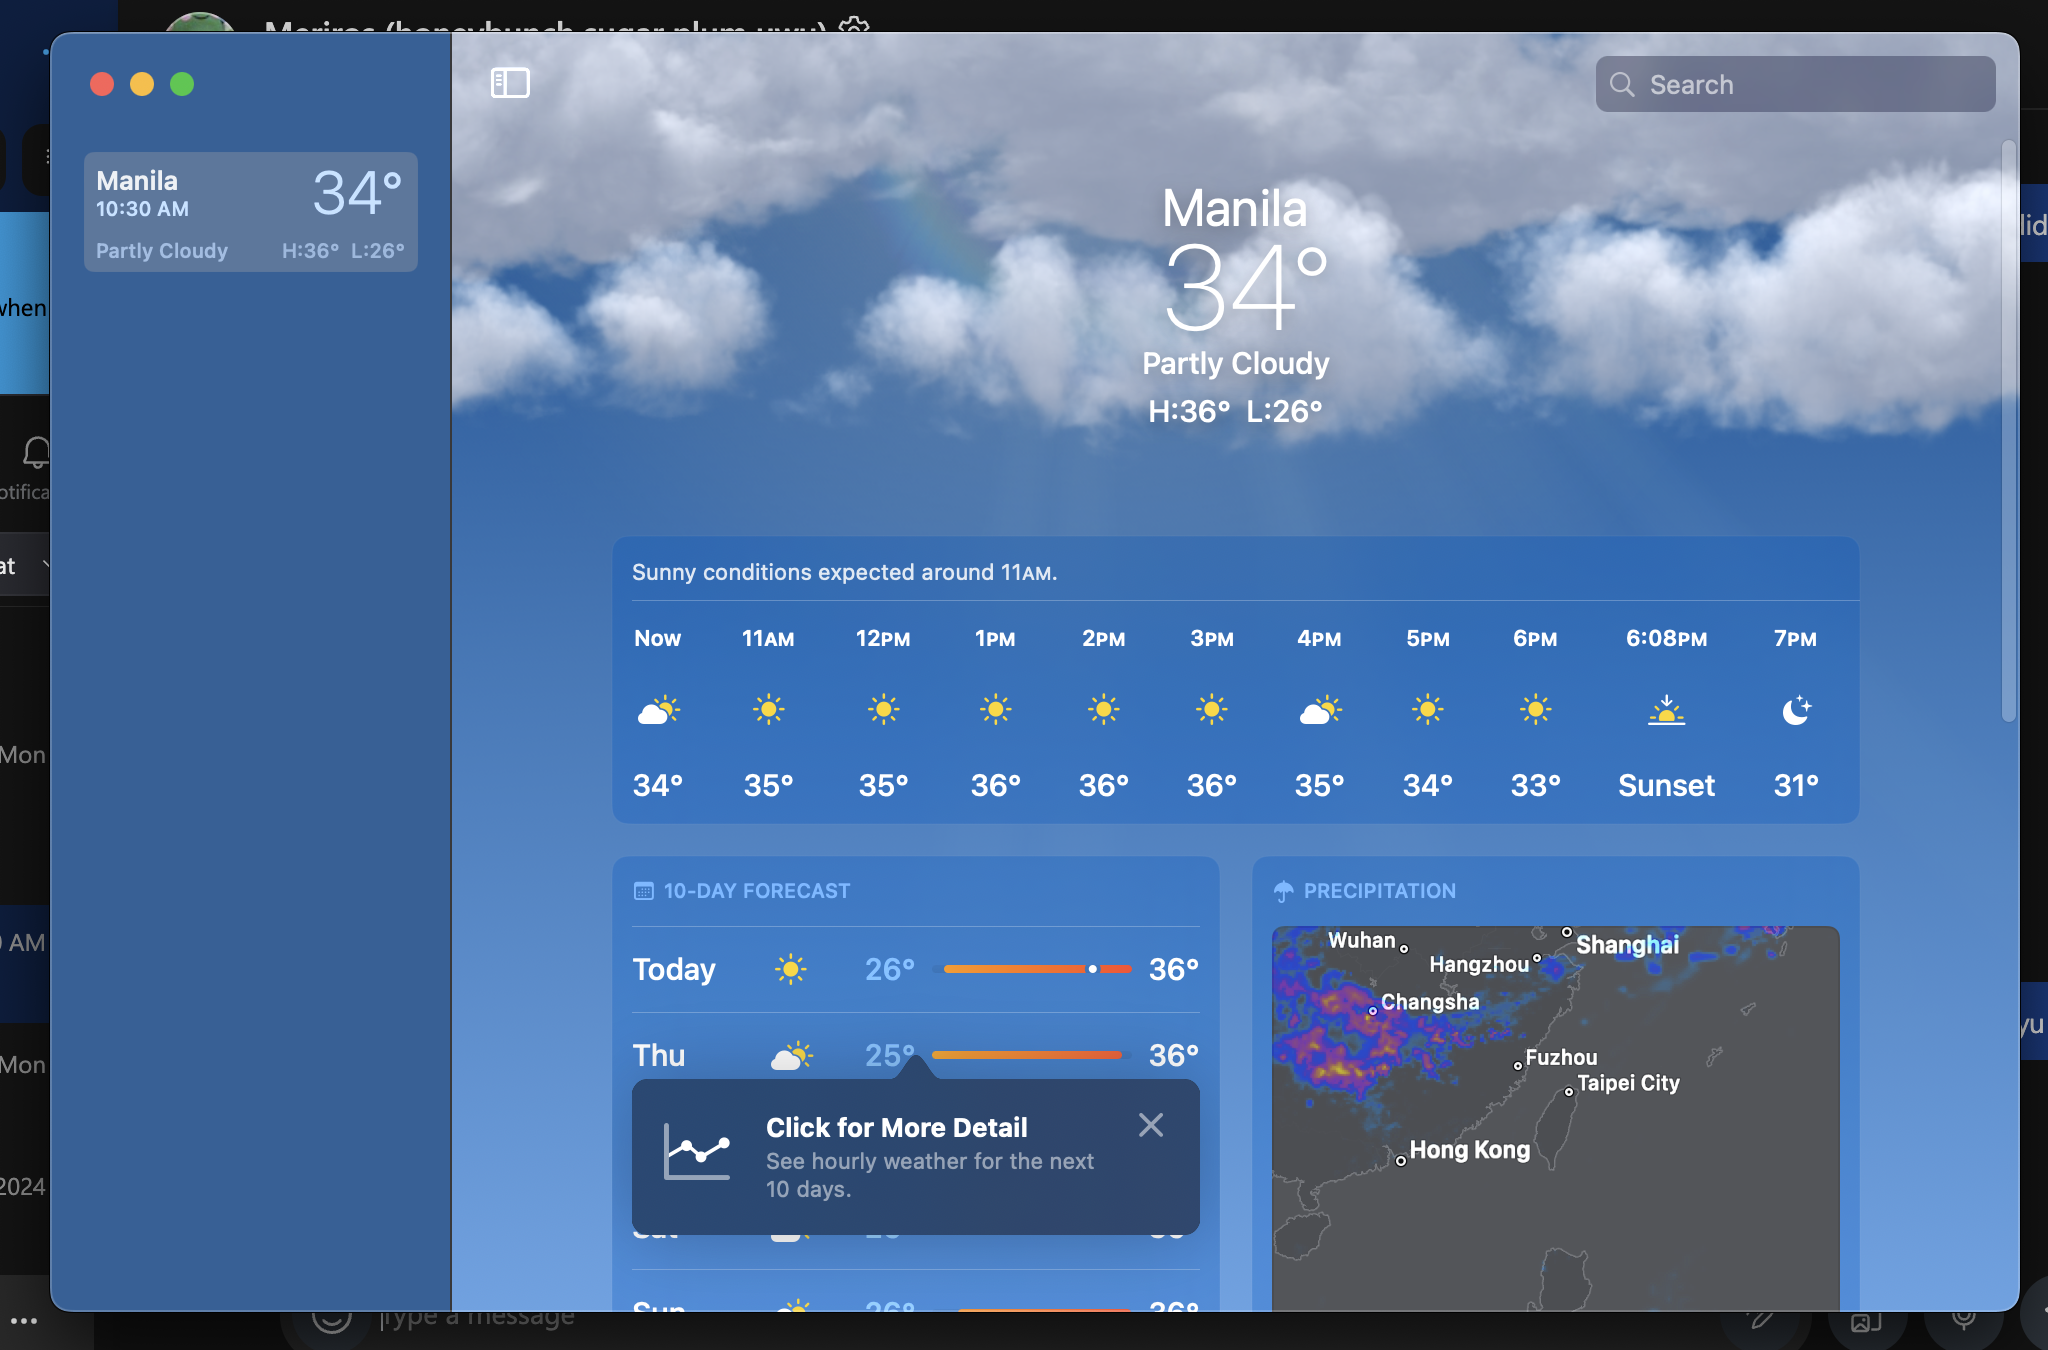 Search
Manila
10:30 AM
34°
Partly Cloudy
H:36° L:26°
Manila
34°
Partly Cloudy
H:36° L:26°
Sunny conditions expected around 11AM.
Now 11AM 12PM 1PM 2PM 3PM 4PM 5PM 6PM 6:08PM 7PM
34° 35° 35° 36° 36° 36° 35° 34° 33° Sunset 31°
10-DAY FORECAST
Today 26° 36°
Thu 25° 36°
Click for More Detail
See hourly weather for the next
10 days.
Sun 26° 36°
PRECIPITATION
Wuhan
Shanghai
Hangzhou
Changsha
Fuzhou
Taipei City
Hong Kong
when
at
Mon
AM
Mon
2024
Type a message